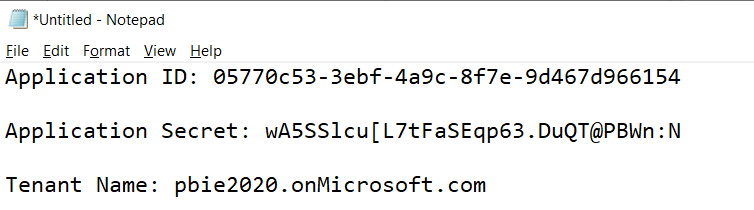 *Untitled - Notepad
File Edit Format View Help
Application ID: 05770c53-3ebf-4a9c-8f7e-9d467d966154
Application Secret: wA5SSlcu[L7tFaSEqp63.DuQT@PBWn:N
Tenant Name: pbie2020.onMicrosoft.com